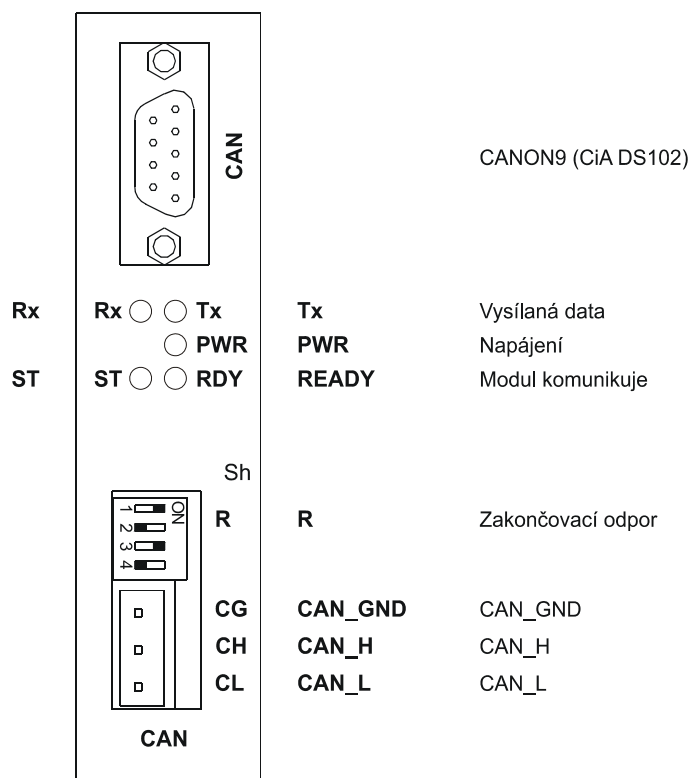 CAN
CANON9 (CiA DS102)
Rx Rx Tx Tx Vysílaná data
PWR PWR Napájení
ST ST RDY READY Modul komunikuje
Sh
1 ON
2
3
4
R R Zakončovací odpor
CG CAN_GND CAN_GND
CH CAN_H CAN_H
CL CAN_L CAN_L
CAN